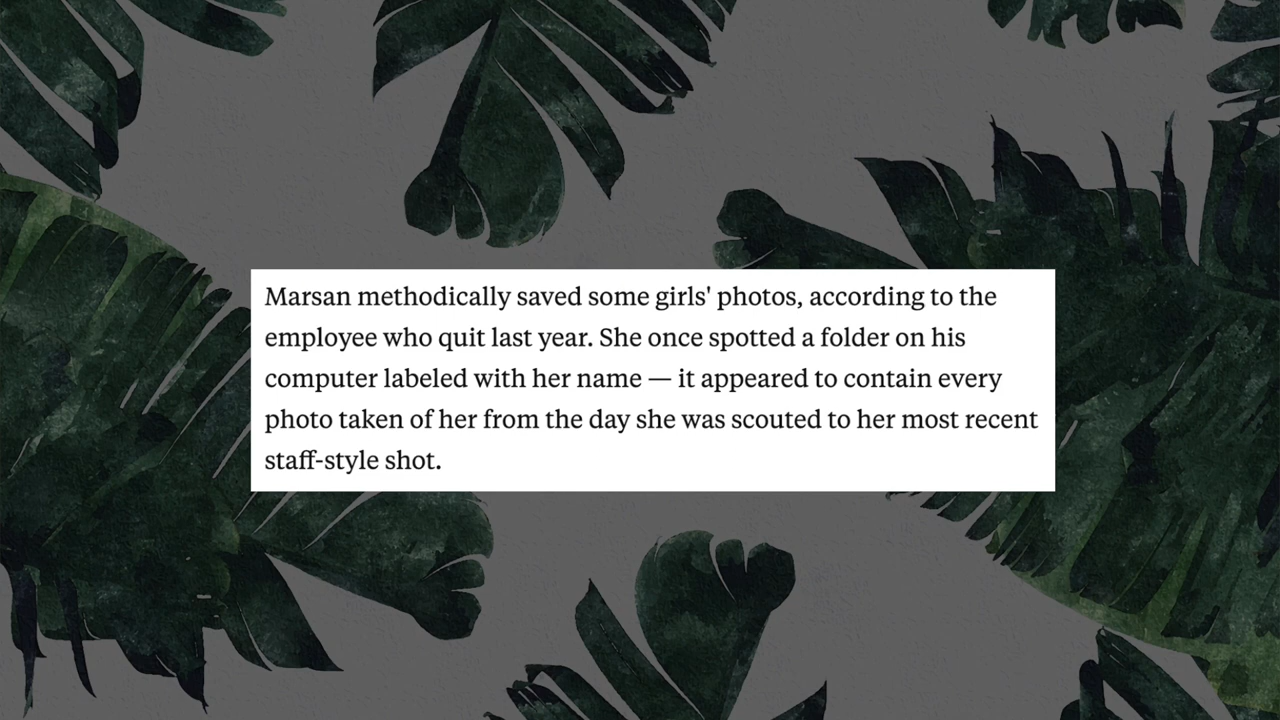 Marsan methodically saved some girls' photos, according to the
employee who quit last year. She once spotted a folder on his
computer labeled with her name — it appeared to contain every
photo taken of her from the day she was scouted to her most recent
staff-style shot.